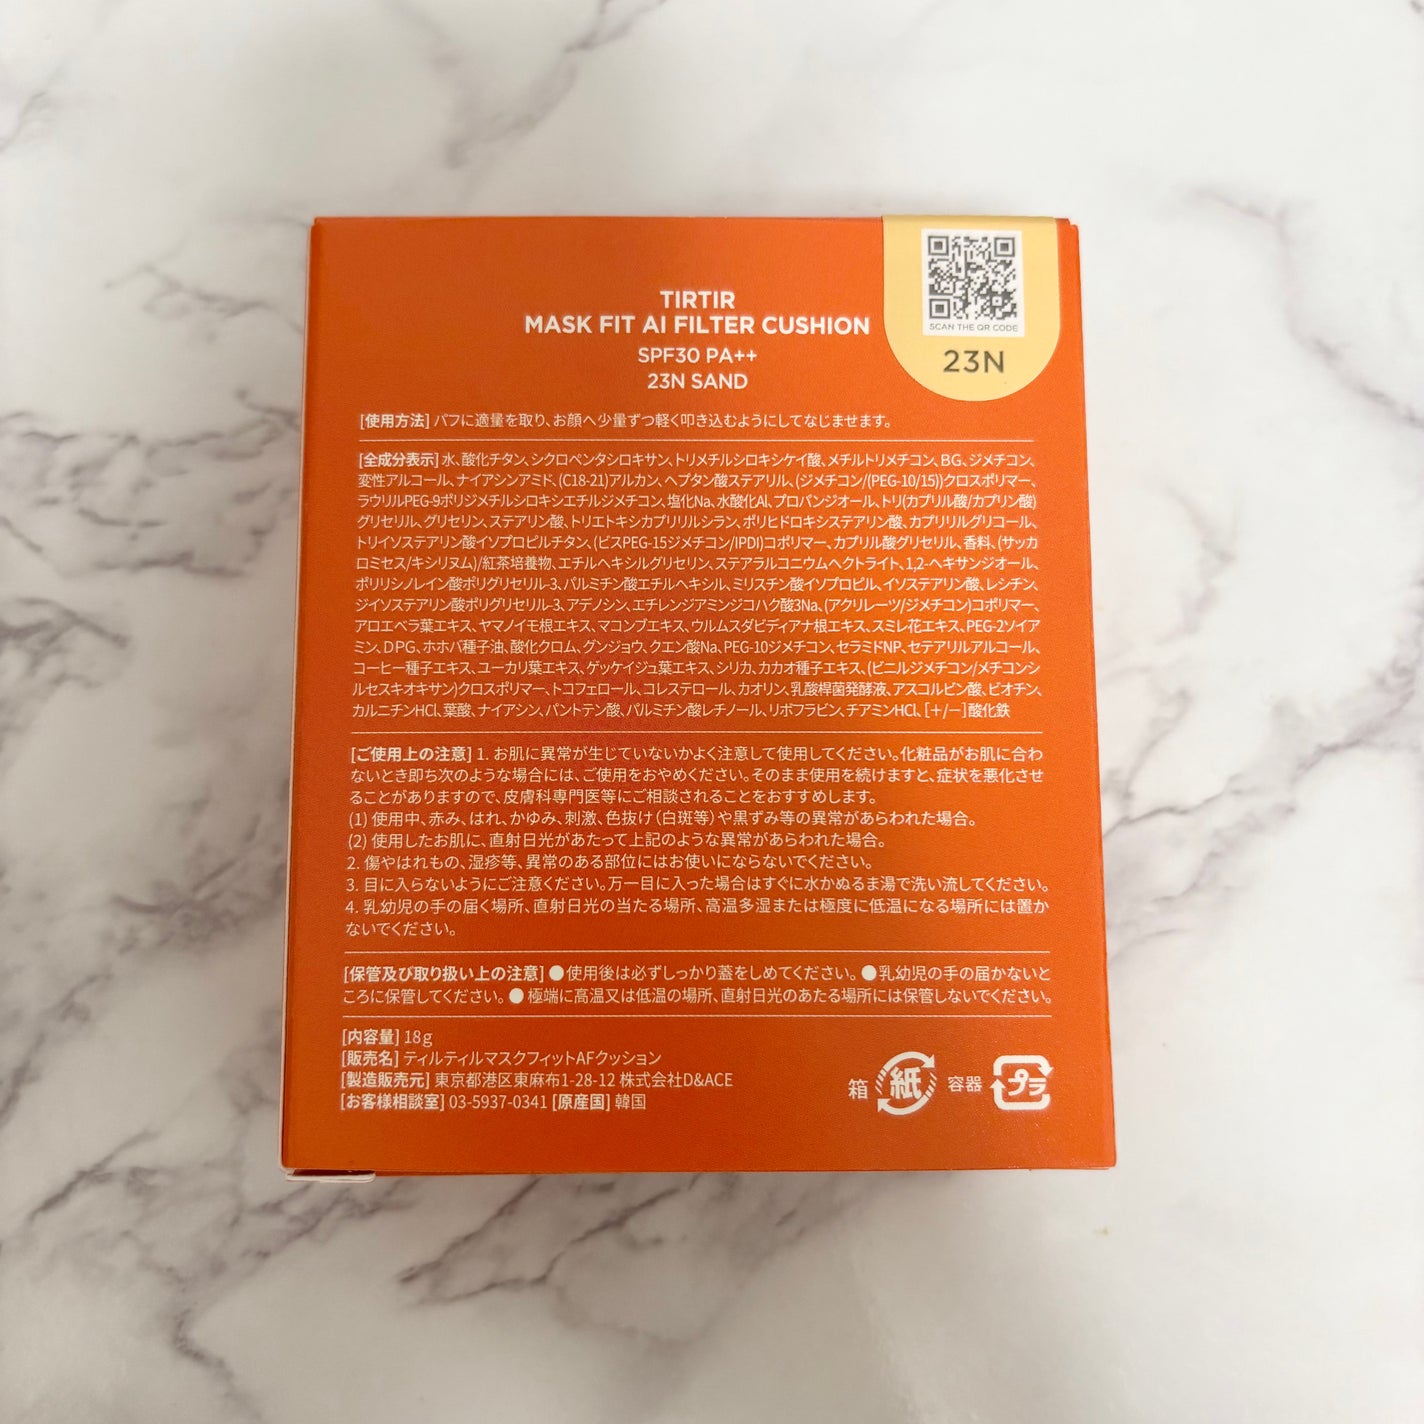 SCAN THE QR CODE
23N
TIRTIR
MASK FIT AI FILTER CUSHION
SPF30 PA++
23N SAND
[使用方法] パフに適量を取り、お顔へ少量ずつ軽く叩き込むようにしてなじませます。
[全成分表示] 水、酸化チタン、シクロペンタシロキサン、トリメチルシロキシケイ酸、メチルトリメチコン、BG、ジメチコン、
変性アルコール、ナイアシンアミド、(C18-21)アルカン、ヘプタン酸ステアリル、(ジメチコン/(PEG-10/15))クロスポリマー、
ラウリルPEG-9ポリジメチルシロキシエチルジメチコン、塩化Na、水酸化Al、プロパンジオール、トリ(カプリル酸/カプリン酸)
グリセリル、グリセリン、ステアリン酸、トリエトキシカプリリルシラン、ポリヒドロキシステアリン酸、カプリリルグリコール、
トリイソステアリン酸イソプロピルチタン、(ビスPEG-15ジメチコン/IPDI)コポリマー、カプリル酸グリセリル、香料、(サッカ
ロミセス/キシリヌム)/紅茶培養物、エチルヘキシルグリセリン、ステアラルコニウムヘクトライト、1,2-ヘキサンジオール、
ポリリシノレイン酸ポリグリセリル-3、パルミチン酸エチルヘキシル、ミリスチン酸イソプロピル、イソステアリン酸、レシチン、
ジイソステアリン酸ポリグリセリル-3、アデノシン、エチレンジアミンジコハク酸3Na、(アクリレーツ/ジメチコン)コポリマー、
アロエベラ葉エキス、ヤマノイモ根エキス、マコンブエキス、ウルムスダビディアナ根エキス、スミレ花エキス、PEG-2ソイア
ミン、DPG、ホホバ種子油、酸化クロム、グンジョウ、クエン酸Na、PEG-10ジメチコン、セラミドNP、セテアリルアルコール、
コーヒー種子エキス、ユーカリ葉エキス、ゲッケイジュ葉エキス、シリカ、カカオ種子エキス、(ビニルジメチコン/メチコンシ
ルセスキオキサン)クロスポリマー、トコフェロール、コレステロール、カオリン、乳酸桿菌発酵液、アスコルビン酸、ビオチン、
カルニチンHCl、葉酸、ナイアシン、パントテン酸、パルミチン酸レチノール、リボフラビン、チアミンHCl、[+/-]酸化鉄
[ご使用上の注意] 1. お肌に異常が生じていないかよく注意して使用してください。化粧品がお肌に合わ
ないとき即ち次のような場合には、ご使用をおやめください。そのまま使用を続けますと、症状を悪化させ
ることがありますので、皮膚科専門医等にご相談されることをおすすめします。
(1) 使用中、赤み、はれ、かゆみ、刺激、色抜け(白斑等)や黒ずみ等の異常があらわれた場合。
(2) 使用したお肌に、直射日光があたって上記のような異常があらわれた場合。
2. 傷やはれもの、湿疹等、異常のある部位にはお使いにならないでください。
3. 目に入らないようにご注意ください。万一目に入った場合はすぐに水かぬるま湯で洗い流してください。
4. 乳幼児の手の届く場所、直射日光の当たる場所、高温多湿または極度に低温になる場所には置か
ないでください。
[保管及び取り扱い上の注意] ●使用後は必ずしっかり蓋をしめてください。●乳幼児の手の届かないと
ころに保管してください。●極端に高温又は低温の場所、直射日光のあたる場所には保管しないでください。
[内容量] 18g
[販売名] ティルティルマスクフィットAFクッション
[製造販売元] 東京都港区東麻布1-28-12 株式会社D&ACE
[お客様相談室] 03-5937-0341 [原産国] 韓国
箱 紙 容器 プラ